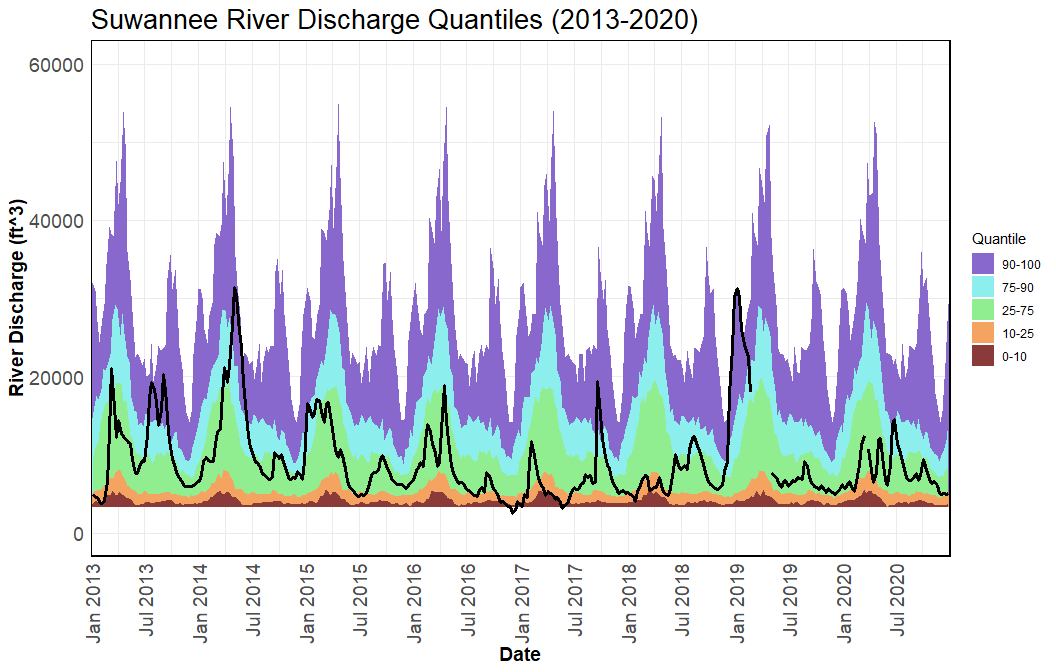 Suwannee River Discharge Quantiles (2013-2020)
River Discharge (ft^3)
60000
40000
20000
0
Jan 2013
Jul 2013
Jan 2014
Jul 2014
Jan 2015
Jul 2015
Jan 2016
Jul 2016
Jan 2017
Jul 2017
Jan 2018
Jul 2018
Jan 2019
Jul 2019
Jan 2020
Jul 2020
Date
Quantile
90-100
75-90
25-75
10-25
0-10